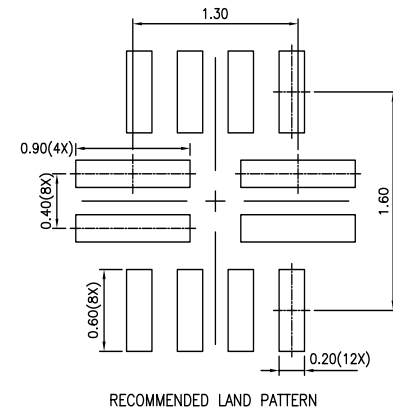 1.30
0.90(4X)
0.40(8X)
1.60
0.60(8X)
0.20(12X)
RECOMMENDED LAND PATTERN